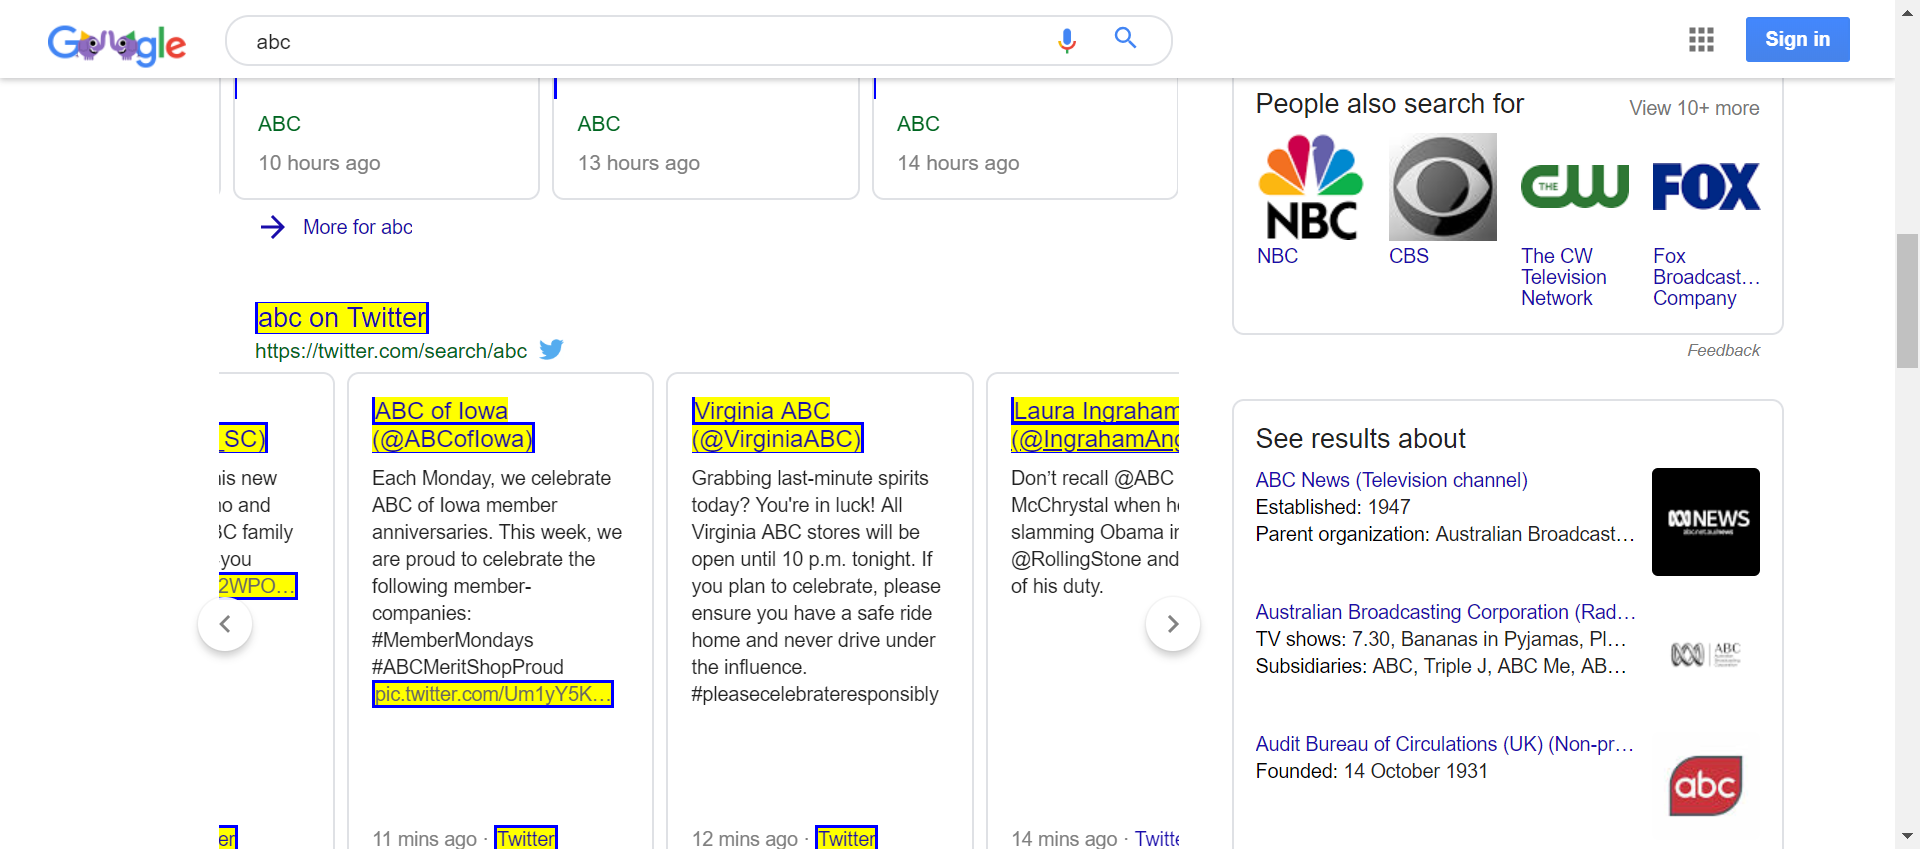 Google
abc
Sign in
ABC
10 hours ago
ABC
13 hours ago
ABC
14 hours ago
More for abc
abc on Twitter
https://twitter.com/search/abc
_SC)
is new
and
family
you
2WPO...
ABC of Iowa
(@ABCofIowa)
Each Monday, we celebrate
ABC of Iowa member
anniversaries. This week, we
are proud to celebrate the
following member-
companies:
#MemberMondays
#ABCMeritShopProud
pic.twitter.com/Um1yY5K...
11 mins ago · Twitter
Virginia ABC
(@VirginiaABC)
Grabbing last-minute spirits
today? You're in luck! All
Virginia ABC stores will be
open until 10 p.m. tonight. If
you plan to celebrate, please
ensure you have a safe ride
home and never drive under
the influence.
#pleasecelebrateresponsibly
12 mins ago · Twitter
Laura Ingraham
(@IngrahamAng
Don’t recall @ABC
McChrystal when he
slamming Obama in
@RollingStone and
of his duty.
14 mins ago · Twitte
People also search for
View 10+ more
NBC
NBC
CBS
THE CW
The CW
Television
Network
FOX
Fox
Broadcast...
Company
Feedback
See results about
ABC News (Television channel)
Established: 1947
Parent organization: Australian Broadcast...
NEWS
Australian Broadcasting Corporation (Rad...
TV shows: 7.30, Bananas in Pyjamas, Pl...
Subsidiaries: ABC, Triple J, ABC Me, AB...
ABC
Audit Bureau of Circulations (UK) (Non-pr...
Founded: 14 October 1931
abc